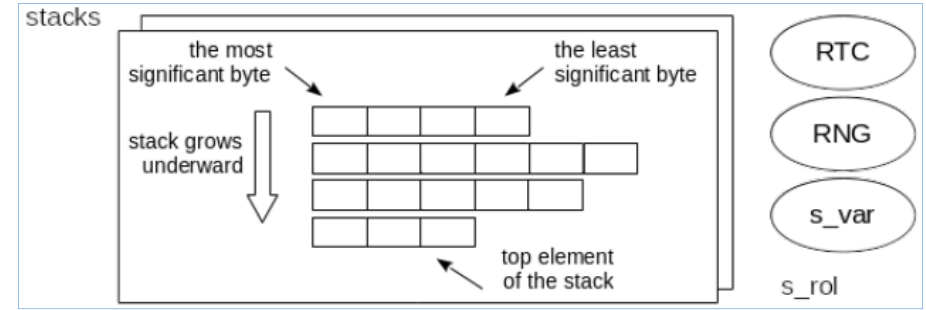 stacks
the most
significant byte
the least
significant byte
stack grows
underward
top element
of the stack
RTC
RNG
s_var
s_rol